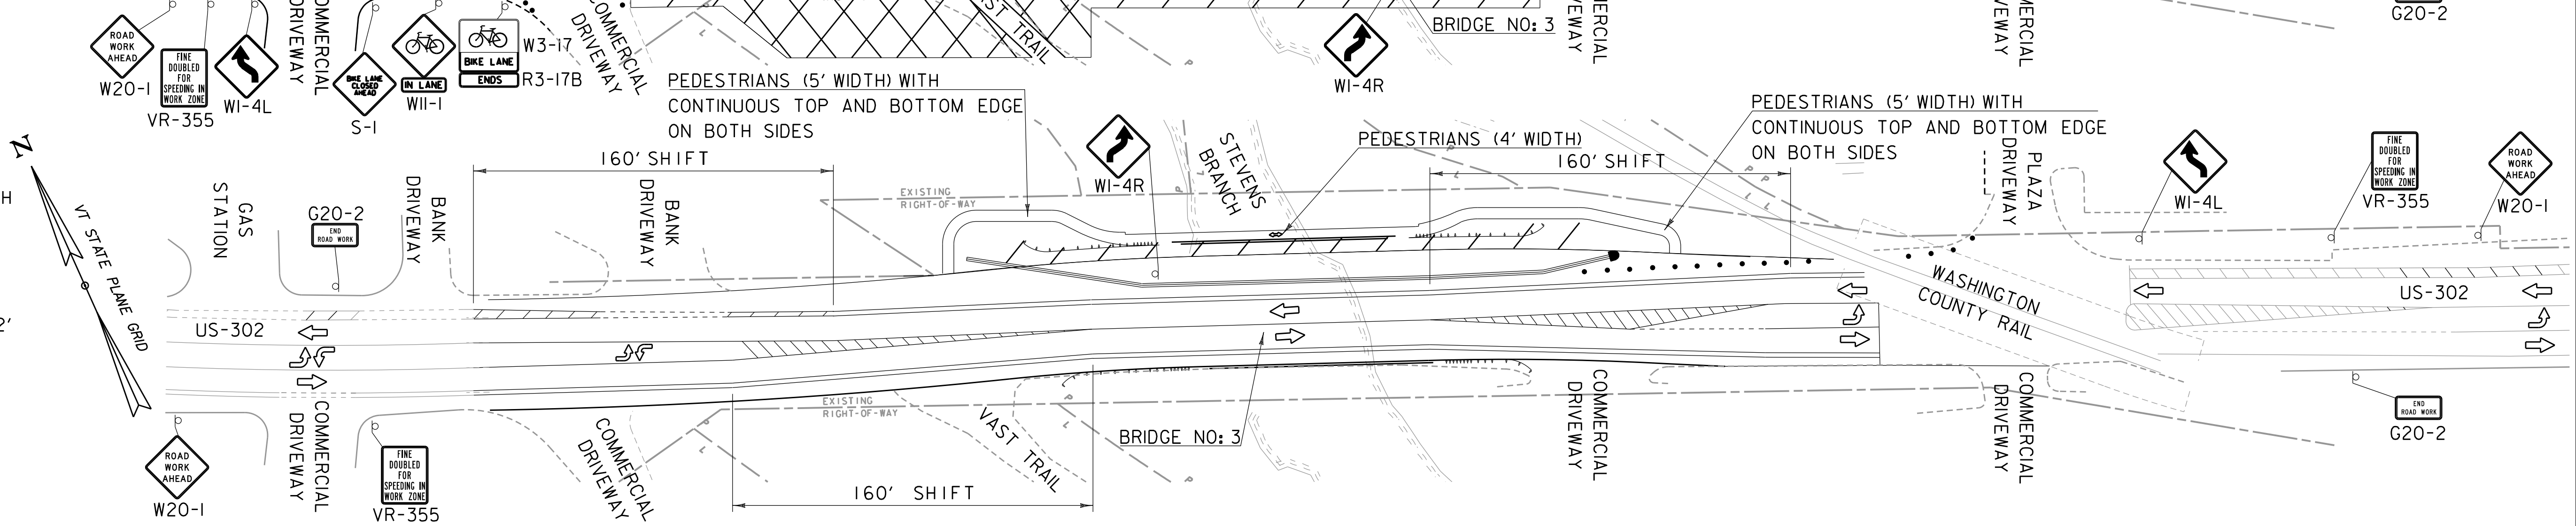 ROAD
WORK
AHEAD
W20-1
FINE
DOUBLED
FOR
SPEEDING IN
WORK ZONE
VR-355
W1-4L
COMMERCIAL
DRIVEWAY
BIKE LANE
CLOSED
AHEAD
S-1
IN LANE
W11-1
BIKE LANE
ENDS
W3-17
R3-17B
COMMERCIAL
DRIVEWAY
VAST TRAIL
W1-4R
BRIDGE NO: 3
COMMERCIAL
DRIVEWAY
COMMERCIAL
DRIVEWAY
G20-2
PEDESTRIANS (5' WIDTH) WITH
CONTINUOUS TOP AND BOTTOM EDGE
ON BOTH SIDES
PEDESTRIANS (4' WIDTH)
PEDESTRIANS (5' WIDTH) WITH
CONTINUOUS TOP AND BOTTOM EDGE
ON BOTH SIDES
160' SHIFT
160' SHIFT
N
VT STATE PLANE GRID
H
2'
GAS
STATION
G20-2
END
ROAD WORK
BANK
DRIVEWAY
BANK
DRIVEWAY
EXISTING
RIGHT-OF-WAY
W1-4R
STEVENS
BRANCH
PLAZA
DRIVEWAY
W1-4L
FINE
DOUBLED
FOR
SPEEDING IN
WORK ZONE
VR-355
ROAD
WORK
AHEAD
W20-1
WASHINGTON
COUNTY RAIL
US-302
US-302
ROAD
WORK
AHEAD
W20-1
COMMERCIAL
DRIVEWAY
FINE
DOUBLED
FOR
SPEEDING IN
WORK ZONE
VR-355
COMMERCIAL
DRIVEWAY
EXISTING
RIGHT-OF-WAY
160' SHIFT
VAST TRAIL
BRIDGE NO: 3
COMMERCIAL
DRIVEWAY
COMMERCIAL
DRIVEWAY
END
ROAD WORK
G20-2